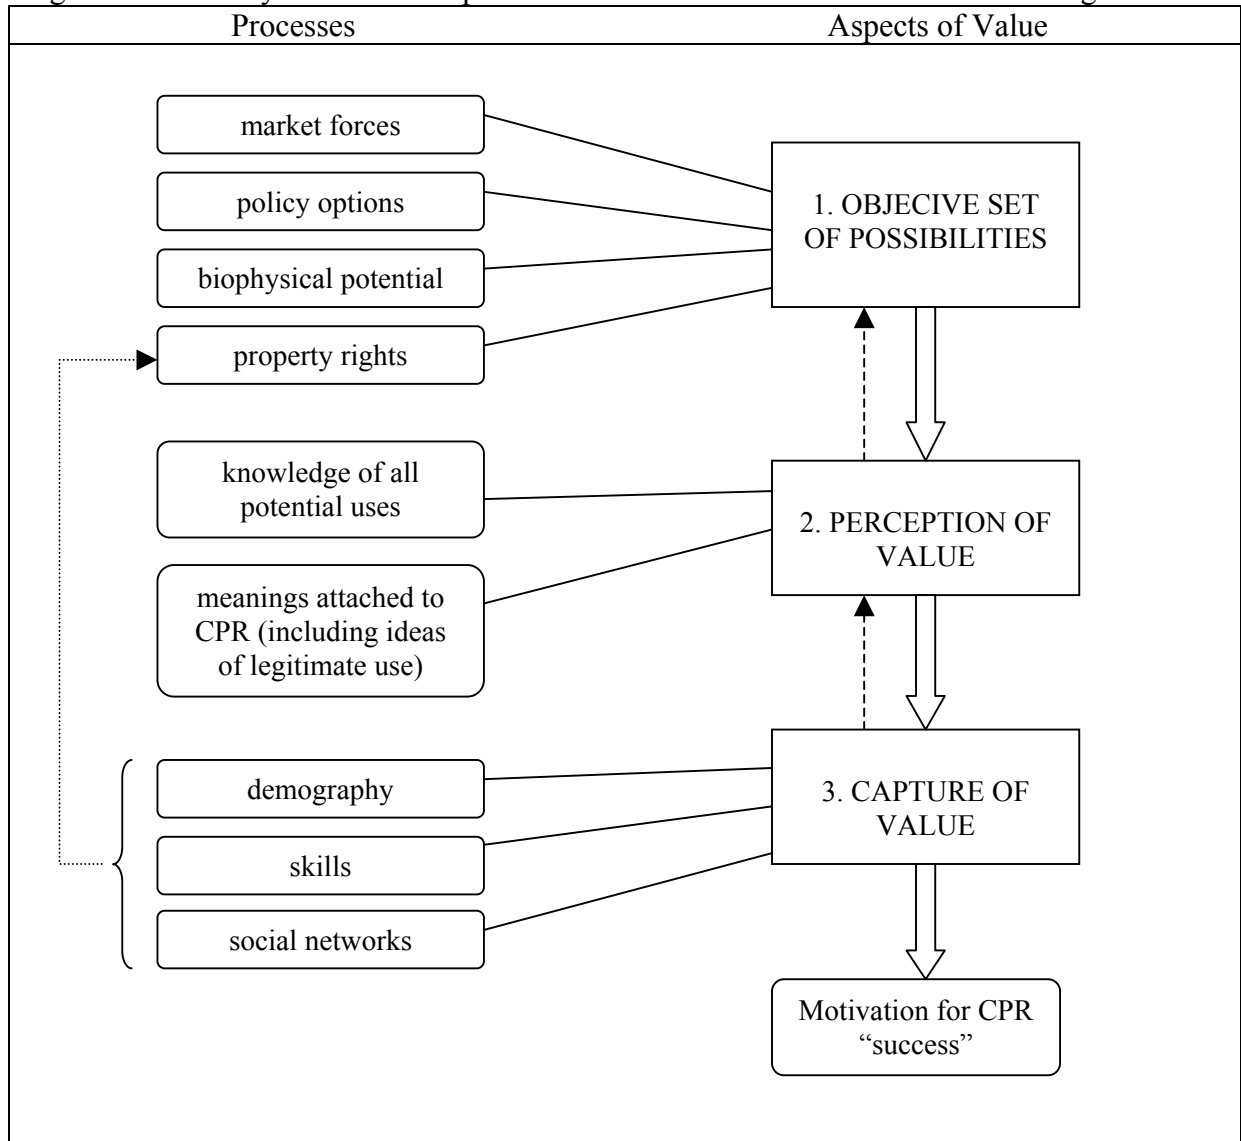 Processes
Aspects of Value
market forces
policy options
biophysical potential
property rights
knowledge of all
potential uses
meanings attached to
CPR (including ideas
of legitimate use)
demography
skills
social networks
1. OBJECIVE SET
OF POSSIBILITIES
2. PERCEPTION OF
VALUE
3. CAPTURE OF
VALUE
Motivation for CPR
“success”